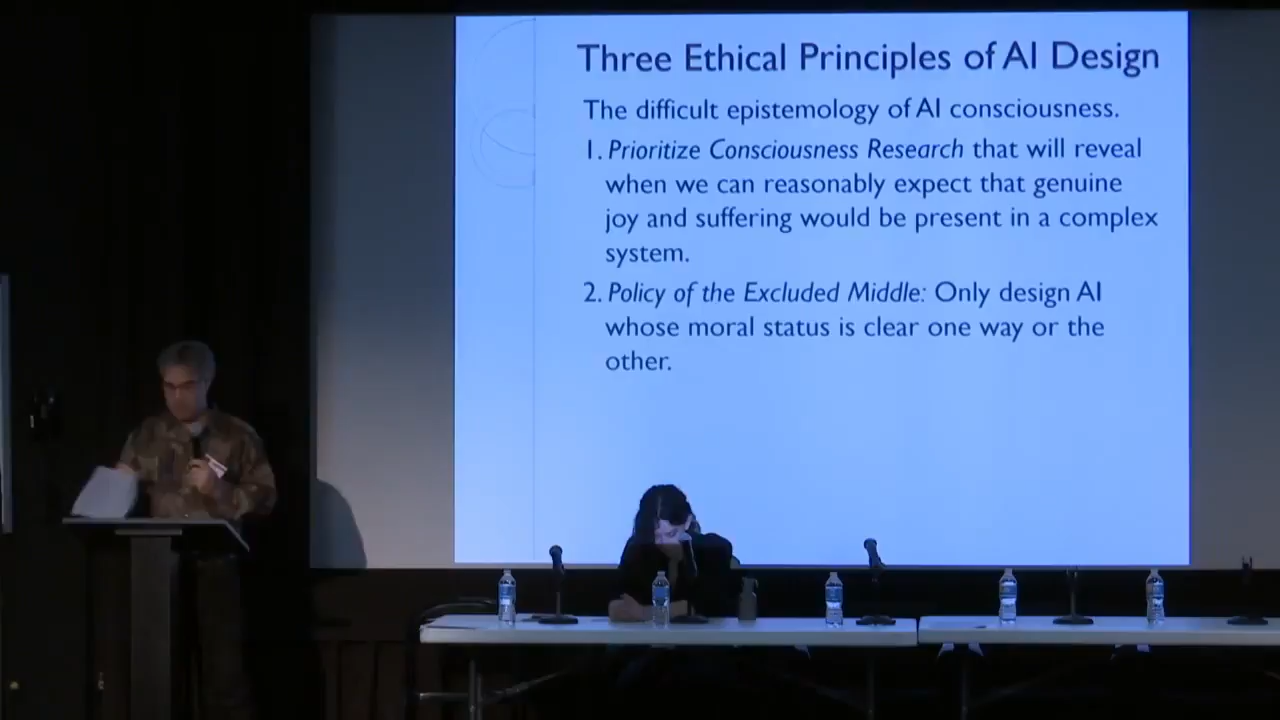 Three Ethical Principles of AI Design
The difficult epistemology of AI consciousness.
1. Prioritize Consciousness Research that will reveal
when we can reasonably expect that genuine
joy and suffering would be present in a complex
system.
2. Policy of the Excluded Middle: Only design AI
whose moral status is clear one way or the
other.